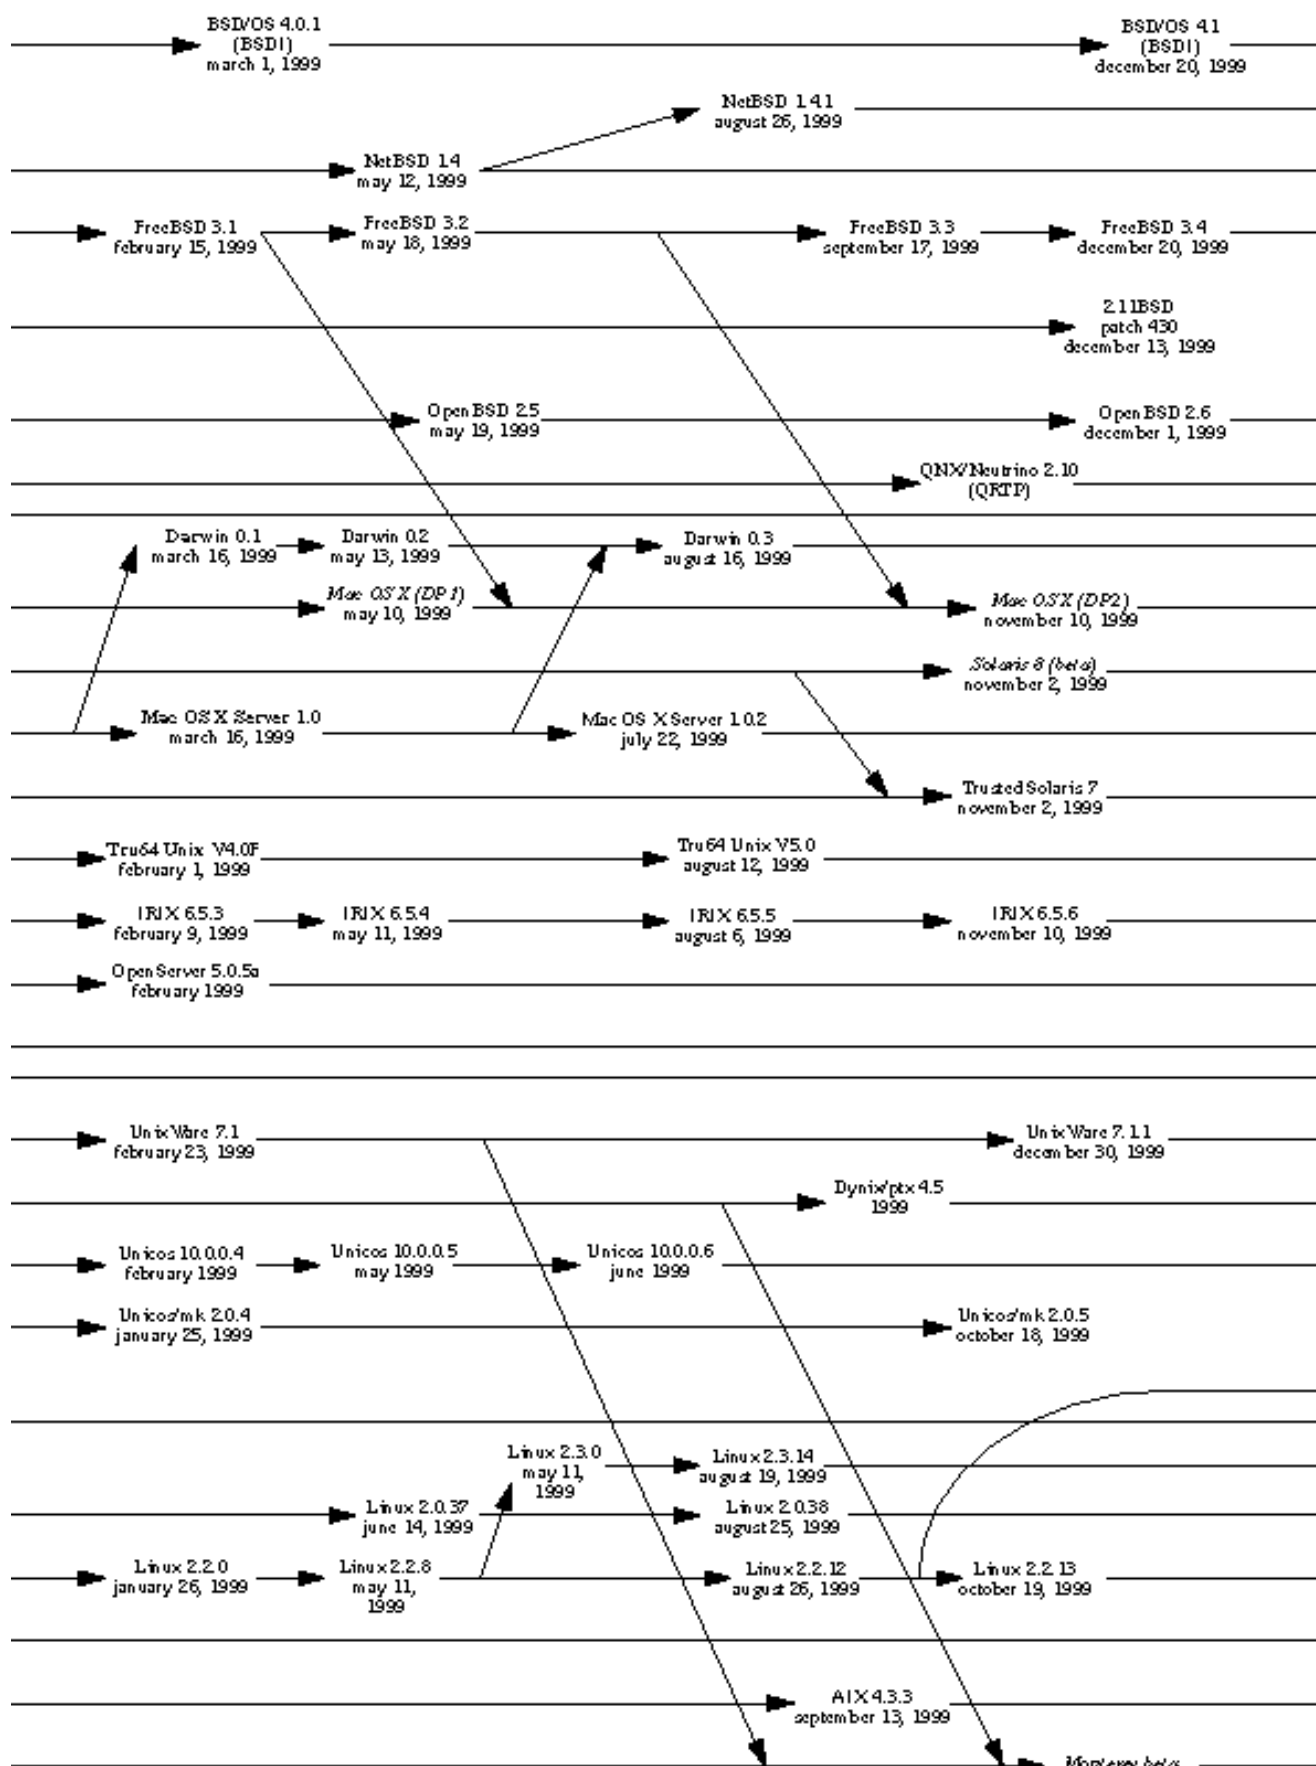 BSD/OS 4.0.1
(BSDI)
march 1, 1999
BSD/OS 4.1
(BSDI)
december 20, 1999
NetBSD 1.4.1
august 26, 1999
NetBSD 1.4
may 12, 1999
FreeBSD 3.1
february 15, 1999
FreeBSD 3.2
may 18, 1999
FreeBSD 3.3
september 17, 1999
FreeBSD 3.4
december 20, 1999
2.11BSD
patch 430
december 13, 1999
OpenBSD 2.5
may 19, 1999
OpenBSD 2.6
december 1, 1999
QNX/Neutrino 2.10
(QRTP)
Darwin 0.1
march 16, 1999
Darwin 0.2
may 13, 1999
Darwin 0.3
august 16, 1999
Mac OS X (DP1)
may 10, 1999
Mac OS X (DP2)
november 10, 1999
Solaris 8 (beta)
november 2, 1999
Mac OS X Server 1.0
march 16, 1999
Mac OS X Server 1.0.2
july 22, 1999
Trusted Solaris 7
november 2, 1999
Tru64 Unix V4.0F
february 1, 1999
Tru64 Unix V5.0
august 12, 1999
IRIX 6.5.3
february 9, 1999
IRIX 6.5.4
may 11, 1999
IRIX 6.5.5
august 6, 1999
IRIX 6.5.6
november 10, 1999
OpenServer 5.0.5a
february 1999
UnixWare 7.1
february 23, 1999
UnixWare 7.1.1
december 30, 1999
Dynix/ptx 4.5
1999
Unicos 10.0.0.4
february 1999
Unicos 10.0.0.5
may 1999
Unicos 10.0.0.6
june 1999
Unicos/mk 2.0.4
january 25, 1999
Unicos/mk 2.0.5
october 18, 1999
Linux 2.3.0
may 11,
1999
Linux 2.3.14
august 19, 1999
Linux 2.0.37
june 14, 1999
Linux 2.0.38
august 25, 1999
Linux 2.2.0
january 26, 1999
Linux 2.2.8
may 11,
1999
Linux 2.2.12
august 26, 1999
Linux 2.2.13
october 19, 1999
AIX 4.3.3
september 13, 1999
Monterey beta